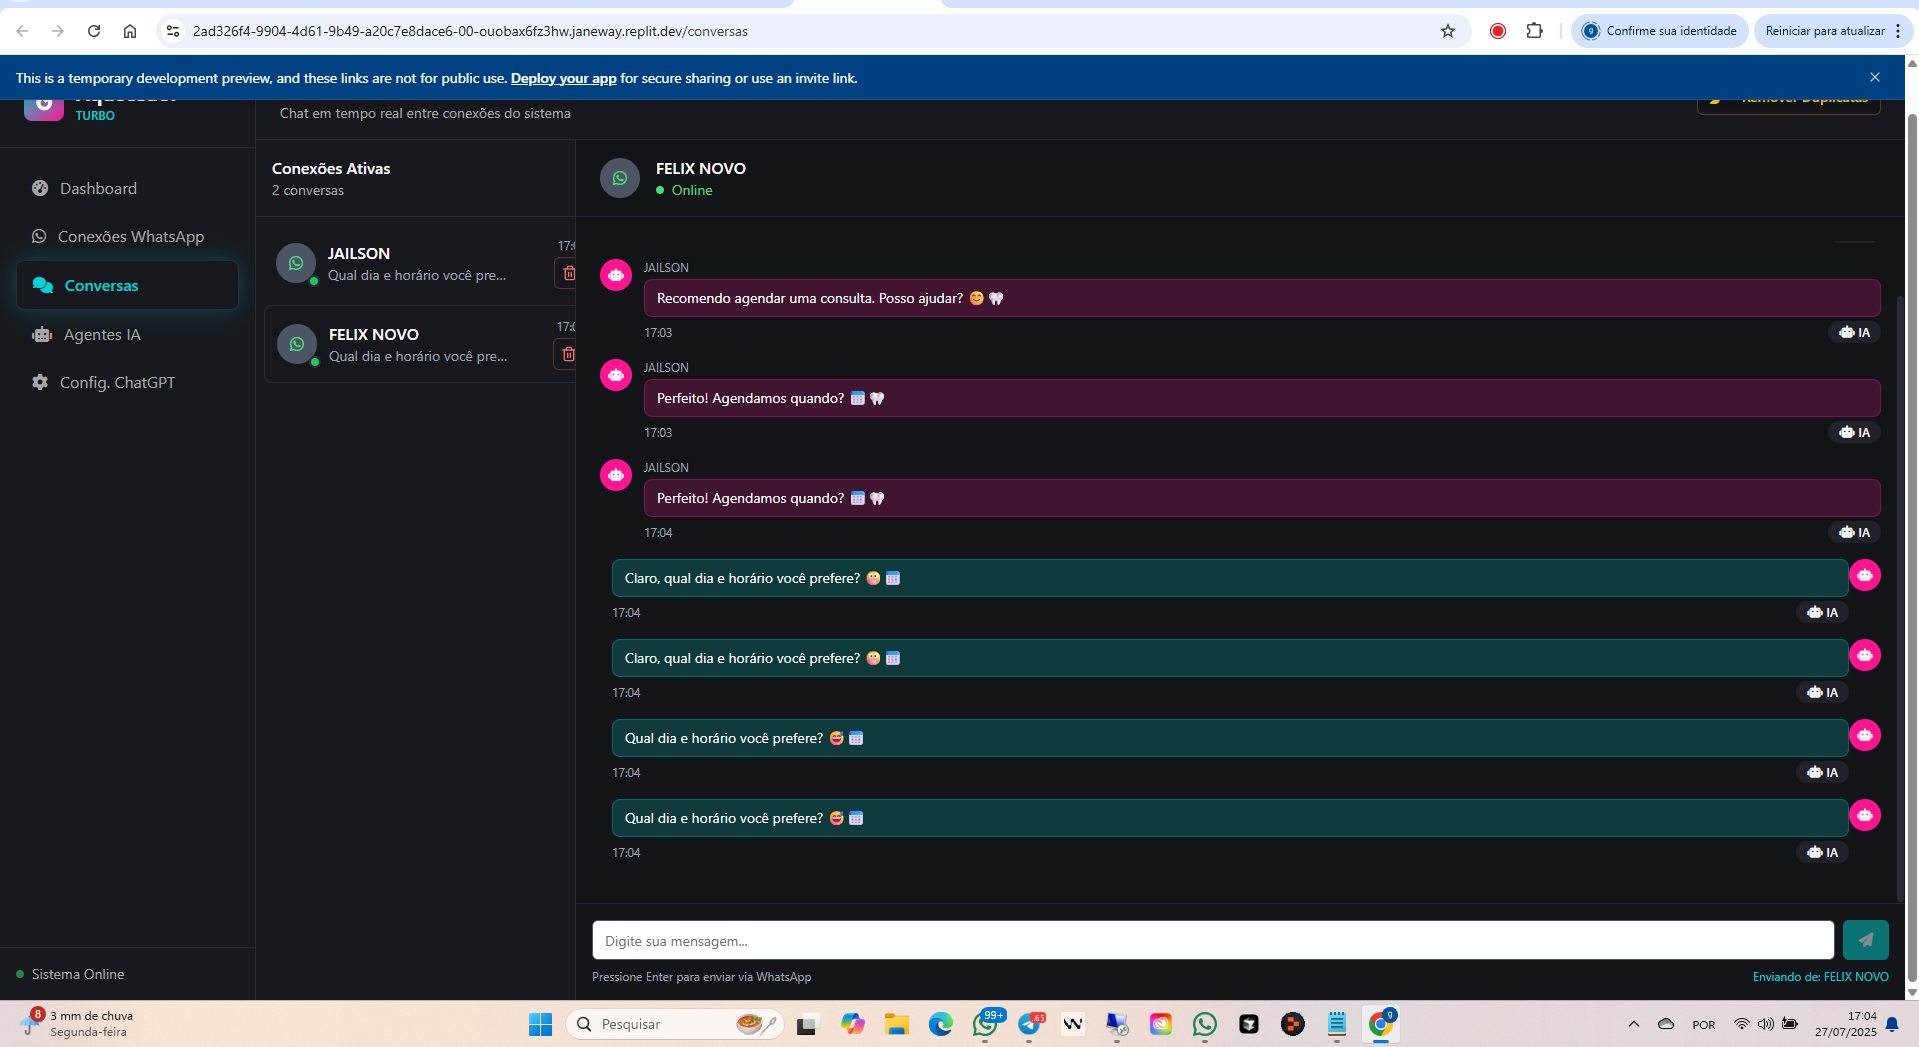 2ad326f4-9904-4d61-9b49-a20c7e8dace6-00-ouobax6fz3hw.janeway.replit.dev/conversas
Confirme sua identidade
Reiniciar para atualizar
This is a temporary development preview, and these links are not for public use. Deploy your app for secure sharing or use an invite link.
TURBO
Chat em tempo real entre conexões do sistema
Remover Duplicatas
Dashboard
Conexões WhatsApp
Conversas
Agentes IA
Config. ChatGPT
Sistema Online
Conexões Ativas
2 conversas
JAILSON
Qual dia e horário você pre...
FELIX NOVO
Qual dia e horário você pre...
FELIX NOVO
Online
JAILSON
Recomendo agendar uma consulta. Posso ajudar? 😊 🦷
17:03
IA
JAILSON
Perfeito! Agendamos quando? 📅 🦷
17:03
IA
JAILSON
Perfeito! Agendamos quando? 📅 🦷
17:04
IA
Claro, qual dia e horário você prefere?
17:04
IA
Claro, qual dia e horário você prefere?
17:04
IA
Qual dia e horário você prefere? 😅 📅
17:04
IA
Qual dia e horário você prefere? 😅 📅
17:04
IA
Digite sua mensagem...
Pressione Enter para enviar via WhatsApp
Enviando de: FELIX NOVO
8
3 mm de chuva
Segunda-feira
Pesquisar
99+
.65
POR
17:04
27/07/2025